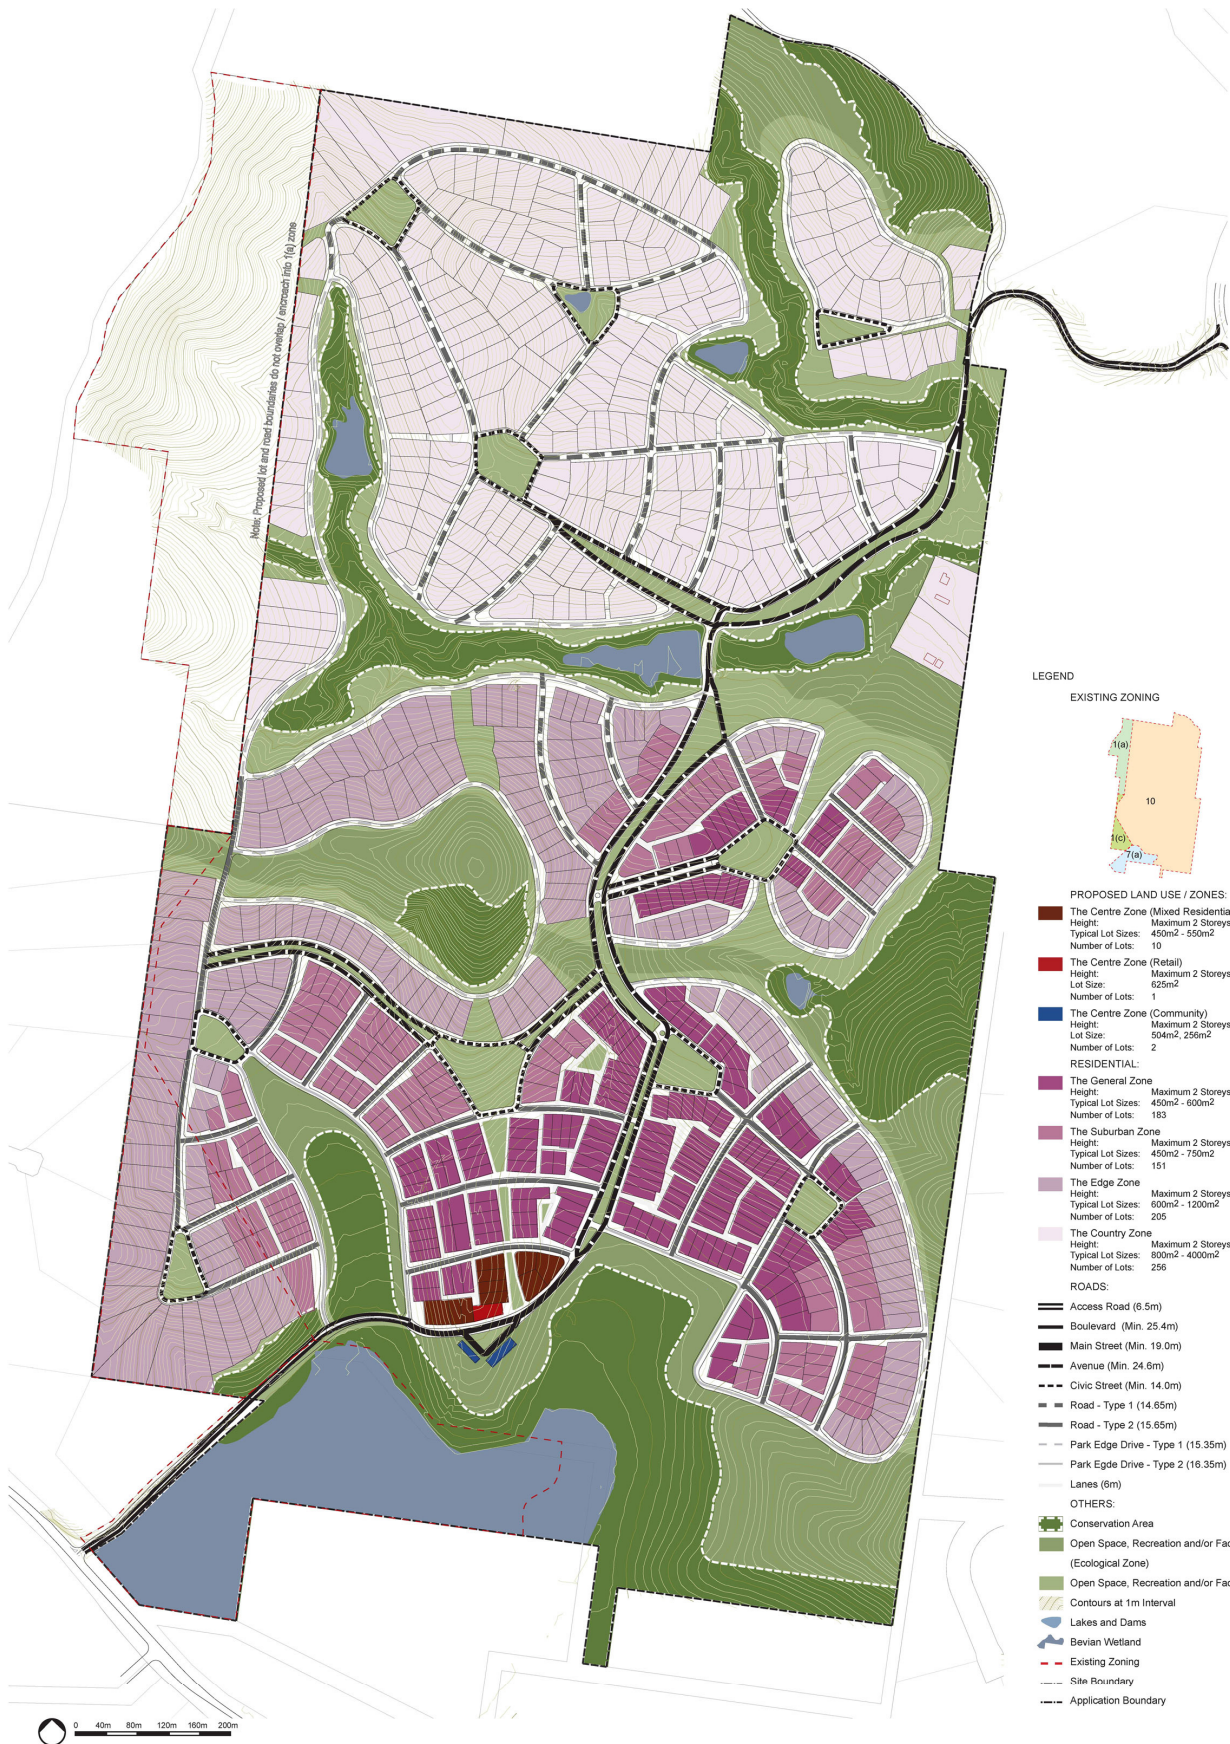 Note: Proposed lot and road boundaries do not overlap / encroach into 1(a) zone
LEGEND
EXISTING ZONING
1(a)
10
1(c)
7(a)
PROPOSED LAND USE / ZONES:
The Centre Zone (Mixed Residentia
Height: Maximum 2 Storeys
Typical Lot Sizes: 450m² - 550m²
Number of Lots: 10
The Centre Zone (Retail)
Height: Maximum 2 Storeys
Lot Size: 625m²
Number of Lots: 1
The Centre Zone (Community)
Height: Maximum 2 Storeys
Lot Size: 504m², 256m²
Number of Lots: 2
RESIDENTIAL:
The General Zone
Height: Maximum 2 Storeys
Typical Lot Sizes: 450m² - 600m²
Number of Lots: 183
The Suburban Zone
Height: Maximum 2 Storeys
Typical Lot Sizes: 450m² - 750m²
Number of Lots: 151
The Edge Zone
Height: Maximum 2 Storeys
Typical Lot Sizes: 600m² - 1200m²
Number of Lots: 205
The Country Zone
Height: Maximum 2 Storeys
Typical Lot Sizes: 800m² - 4000m²
Number of Lots: 256
ROADS:
Access Road (6.5m)
Boulevard (Min. 25.4m)
Main Street (Min. 19.0m)
Avenue (Min. 24.6m)
Civic Street (Min. 14.0m)
Road - Type 1 (14.65m)
Road - Type 2 (15.65m)
Park Edge Drive - Type 1 (15.35m)
Park Egde Drive - Type 2 (16.35m)
Lanes (6m)
OTHERS:
Conservation Area
Open Space, Recreation and/or Fac
(Ecological Zone)
Open Space, Recreation and/or Fac
Contours at 1m Interval
Lakes and Dams
Bevian Wetland
Existing Zoning
Site Boundary
Application Boundary
0 40m 80m 120m 160m 200m